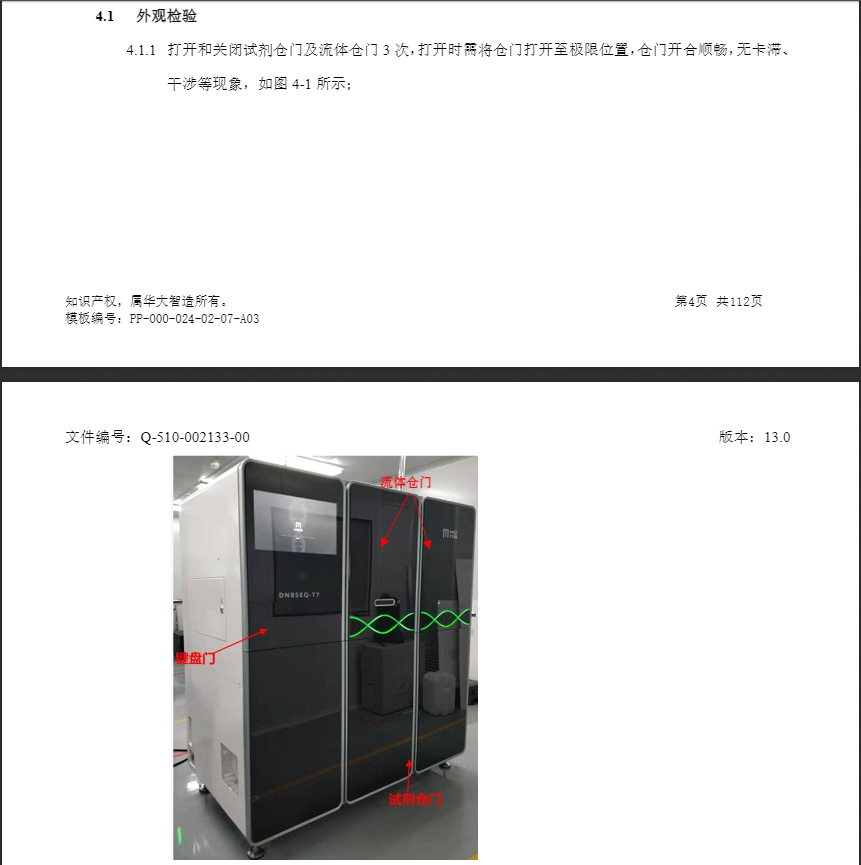 4.1 外观检验
4.1.1 打开和关闭试剂仓门及流体仓门 3 次,打开时需将仓门打开至极限位置,仓门开合顺畅,无卡滞、
干涉等现象，如图 4-1 所示；
知识产权，属华大智造所有。
第4页 共112页
模板编号：PP-000-024-02-07-A03
文件编号：Q-510-002133-00
版本：13.0
流体仓门
DNBSEQ-T7
键盘门
试剂仓门